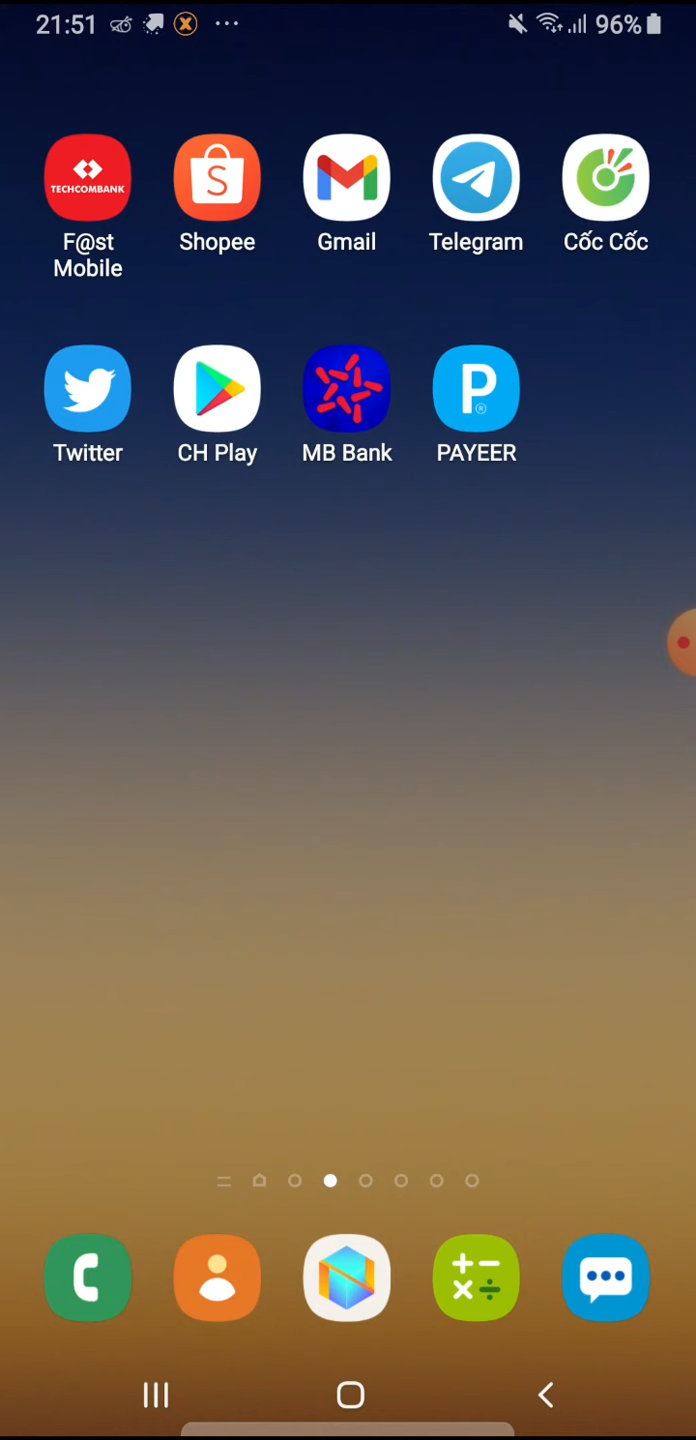 21:51
96%
TECHCOMBANK
S
F@st
Mobile
Shopee
Gmail
Telegram
Cốc Cốc
P
®
Twitter
CH Play
MB Bank
PAYEER